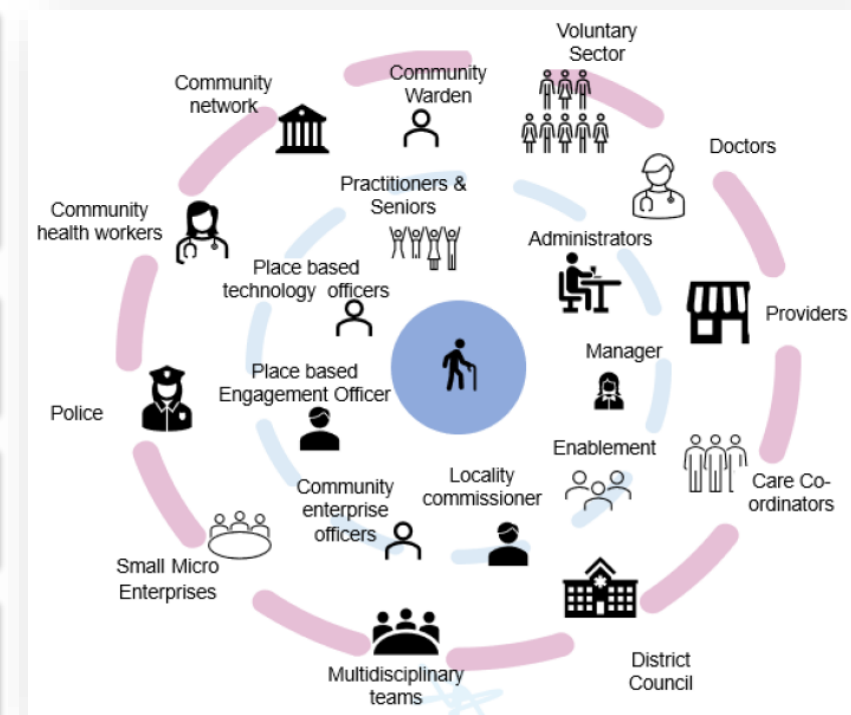 Voluntary
Sector
Community
Warden
Community
network
Doctors
Practitioners &
Seniors
Community
health workers
Administrators
Place based
technology officers
Providers
Manager
Place based
Engagement Officer
Police
Enablement
Locality
commissioner
Care Co-
ordinators
Community
enterprise
officers
Small Micro
Enterprises
District
Council
Multidisciplinary
teams